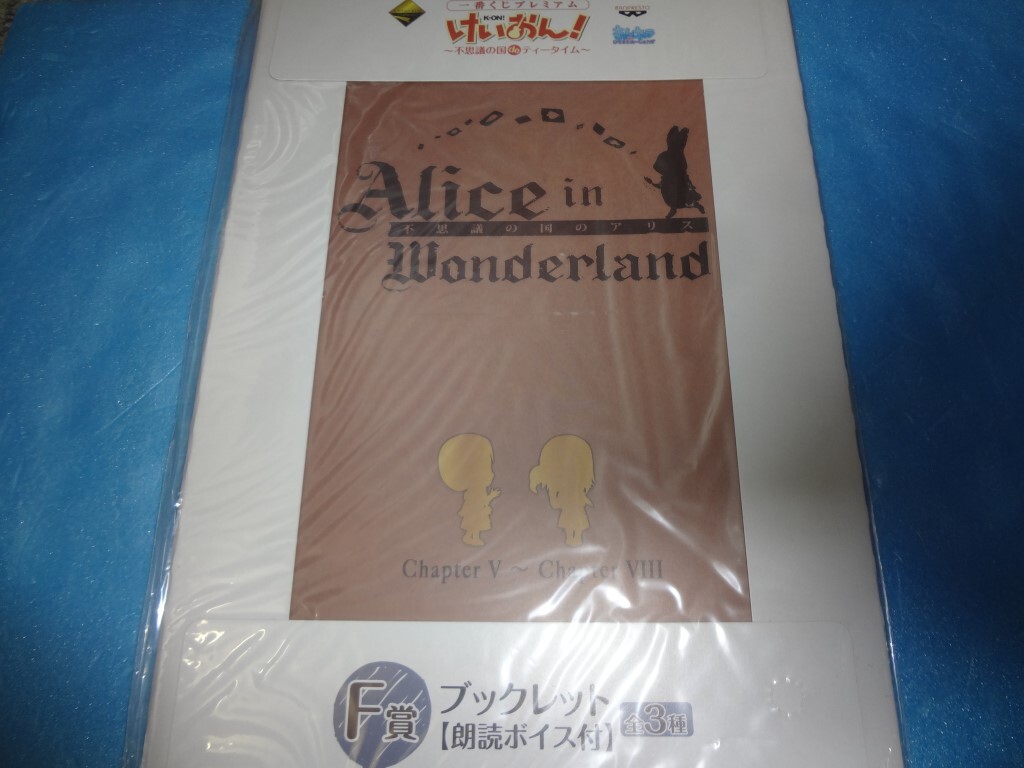 一番くじプレミアム
K-ON!
けいおん!
～不思議の国deティータイム～
BANPRESTO
Alice in
不思議の国のアリス
Wonderland
Chapter V ～ Chapter VIII
F賞
ブックレット
【朗読ボイス付】
全3種